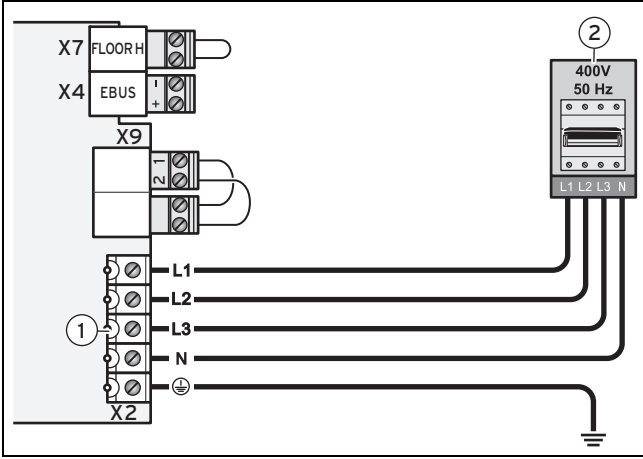 X7 FLOOR H
X4 EBUS - +
X9
1
2
2
400V
50 Hz
L1 L2 L3 N
L1
L2
L3
1
N
X2